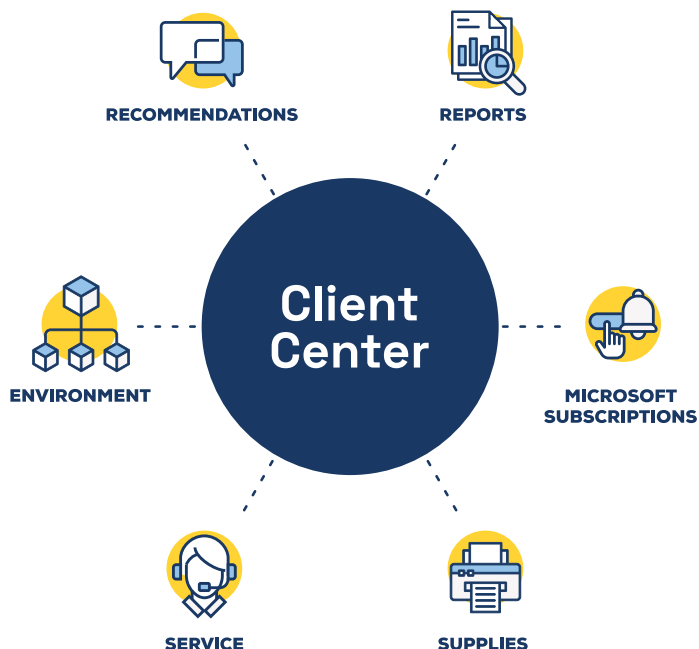 RECOMMENDATIONS
REPORTS
Client
Center
ENVIRONMENT
MICROSOFT
SUBSCRIPTIONS
SERVICE
SUPPLIES